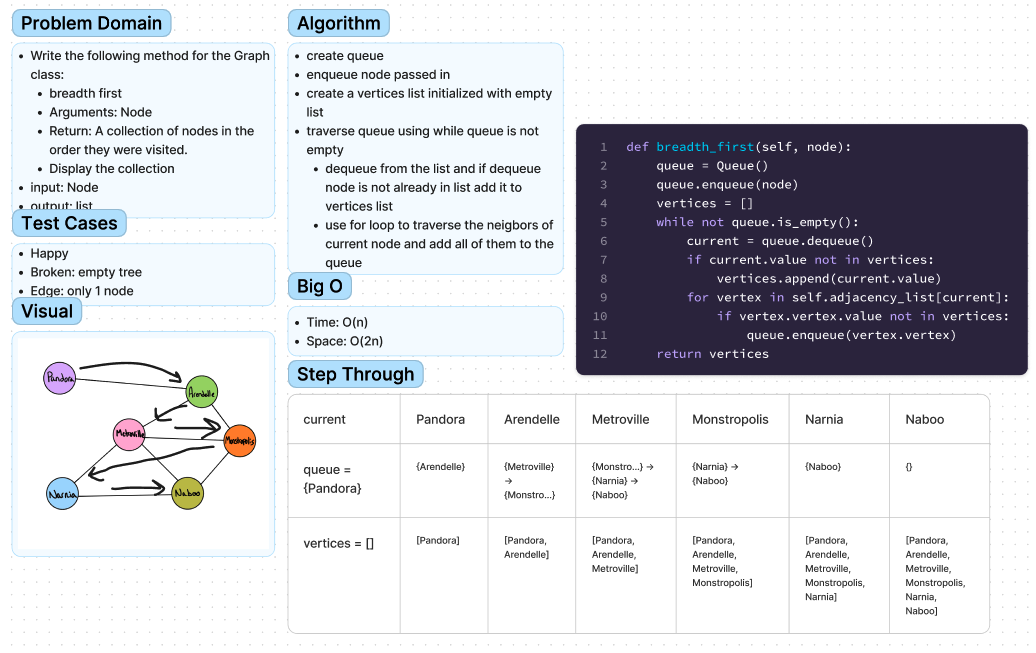 Problem Domain
Write the following method for the Graph
class:
breadth first
Arguments: Node
Return: A collection of nodes in the
order they were visited.
Display the collection
input: Node
output: list
Test Cases
Happy
Broken: empty tree
Edge: only 1 node
Visual
Pandora
Arendelle
Metroville
Monstropolis
Narnia
Naboo
Algorithm
create queue
enqueue node passed in
create a vertices list initialized with empty
list
traverse queue using while queue is not
empty
dequeue from the list and if dequeue
node is not already in list add it to
vertices list
use for loop to traverse the neigbors of
current node and add all of them to the
queue
Big O
Time: O(n)
Space: O(2n)
1 def breadth_first(self, node):
2 queue = Queue()
3 queue.enqueue(node)
4 vertices = []
5 while not queue.is_empty():
6 current = queue.dequeue()
7 if current.value not in vertices:
8 vertices.append(current.value)
9 for vertex in self.adjacency_list[current]:
10 if vertex.vertex.value not in vertices:
11 queue.enqueue(vertex.vertex)
12 return vertices
Step Through
current Pandora Arendelle Metroville Monstropolis Narnia Naboo
queue =
{Pandora}
{Arendelle}
{Metroville}
→
{Monstro...}
{Monstro...} →
{Narnia} →
{Naboo}
{Narnia} →
{Naboo}
{Naboo}
{}
vertices = []
[Pandora]
[Pandora,
Arendelle]
[Pandora,
Arendelle,
Metroville]
[Pandora,
Arendelle,
Metroville,
Monstropolis]
[Pandora,
Arendelle,
Metroville,
Monstropolis,
Narnia]
[Pandora,
Arendelle,
Metroville,
Monstropolis,
Narnia,
Naboo]